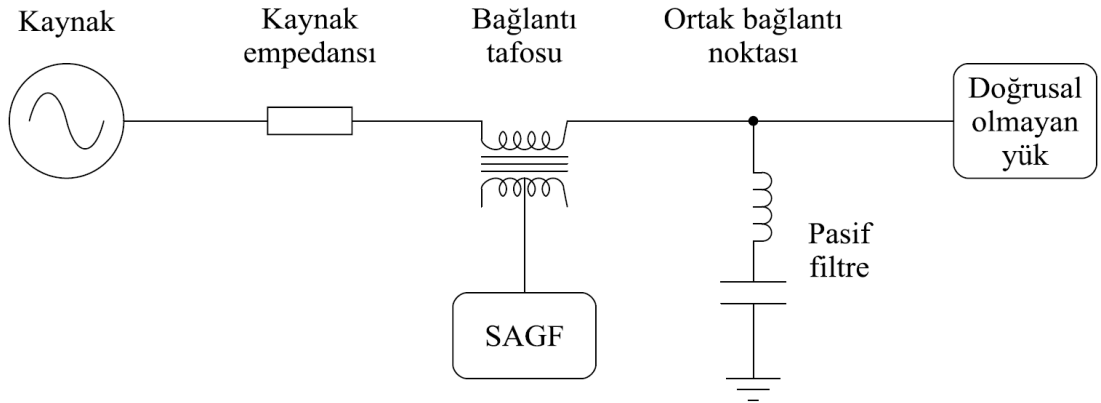 Kaynak
Kaynak
empedansı
Bağlantı
tafosu
Ortak bağlantı
noktası
Doğrusal
olmayan
yük
Pasif
filtre
SAGF